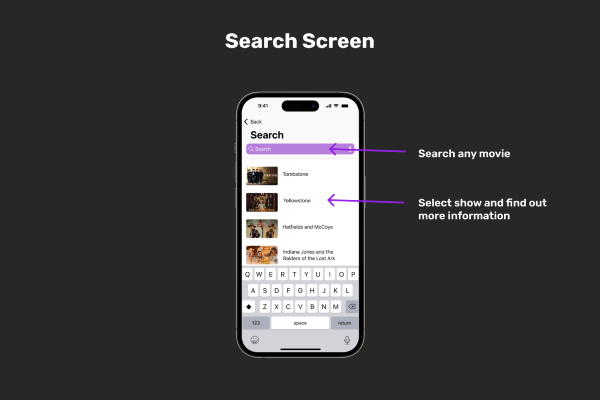 Search Screen
9:41
Back
Search
Search
Search any movie
Tombstone
Yellowstone
Select show and find out
more information
Hatfields and McCoys
Indiana Jones and the
Raiders of the Lost Ark
Q W E R T Y U I O P
A S D F G H J K L
Z X C V B N M
123 space return